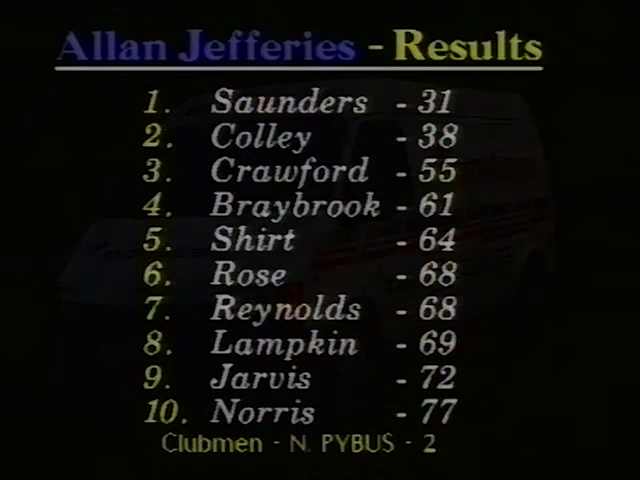 Allan Jefferies - Results
1. Saunders - 31
2. Colley - 38
3. Crawford - 55
4. Braybrook - 61
5. Shirt - 64
6. Rose - 68
7. Reynolds - 68
8. Lampkin - 69
9. Jarvis - 72
10. Norris - 77
Clubmen - N. PYBUS - 2